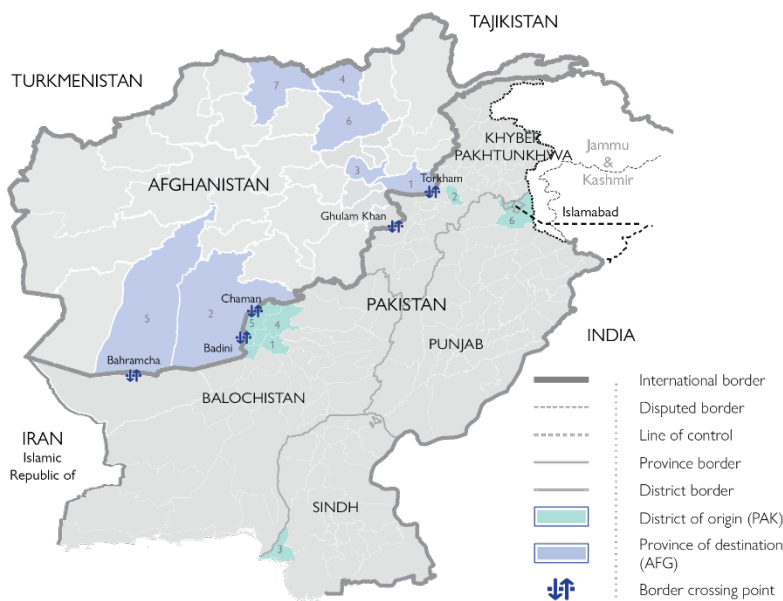 TAJIKISTAN
TURKMENISTAN
7
4
6
KHYBER
PAKHTUNKHWA
Jammu
&
Kashmir
3
1
Torkham
2
AFGHANISTAN
Ghulam Khan
Islamabad
6
5
2
Chaman
5
4
1
Badini
Bahramcha
PAKISTAN
PUNJAB
INDIA
BALOCHISTAN
IRAN
Islamic
Republic of
SINDH
3
International border
Disputed border
Line of control
Province border
District border
District of origin (PAK)
Province of destination
(AFG)
Border crossing point